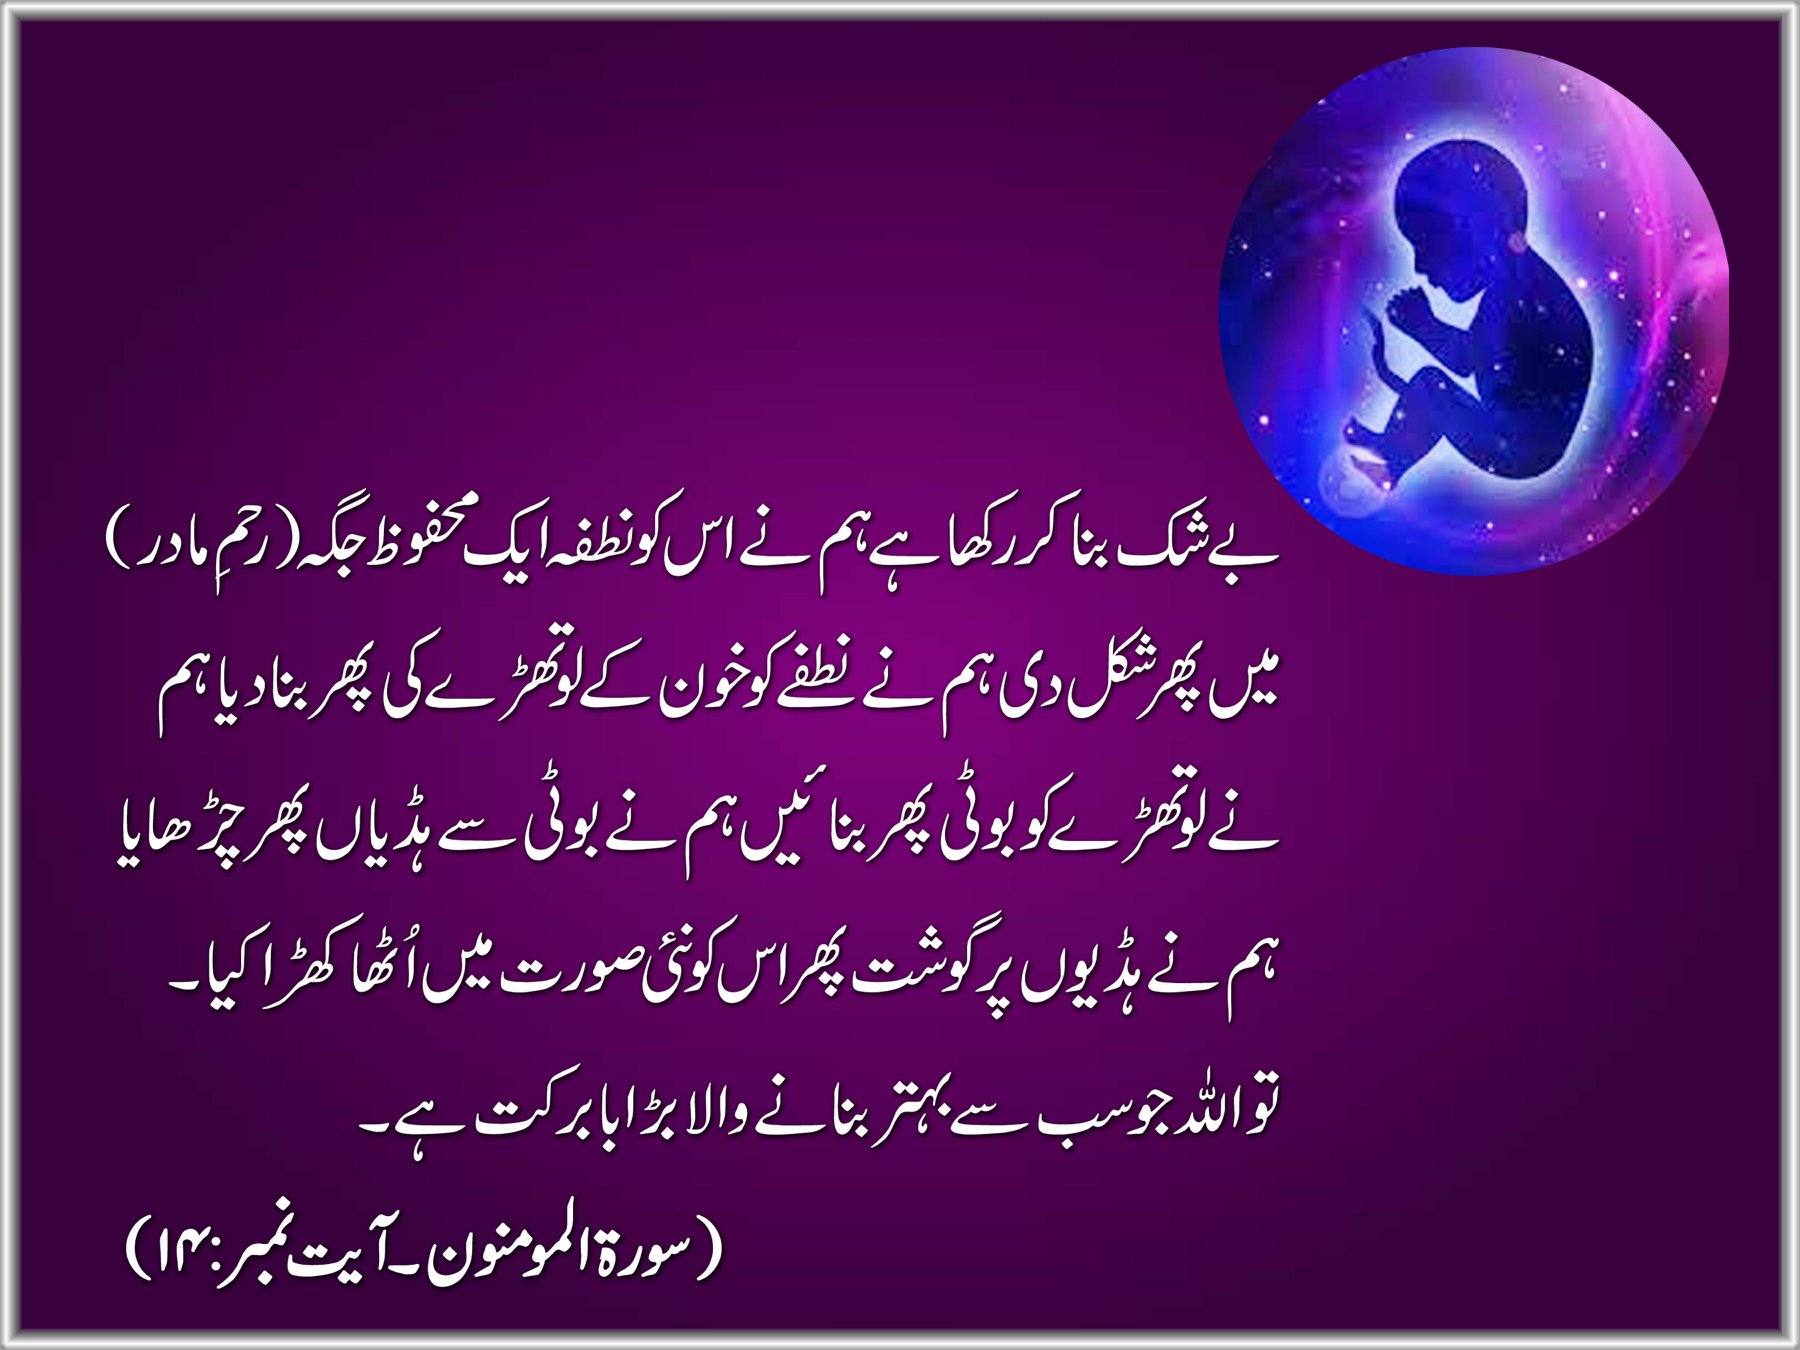 بے شک بنا کر رکھا ہے ہم نے اس کو نطفہ ایک محفوظ جگہ (رحمِ مادر)
میں پھر شکل دی ہم نے نطفے کو خون کے لوتھڑے کی پھر بنا دیا ہم
نے لوتھڑے کو بوٹی پھر بنائیں ہم نے بوٹی سے ہڈیاں پھر چڑھایا
ہم نے ہڈیوں پر گوشت پھر اس کو نئی صورت میں اُٹھا کھڑا کیا۔
تو اللہ جو سب سے بہتر بنانے والا بڑا بابرکت ہے۔
(سورۃ المومنون۔آیت نمبر:۱۴)